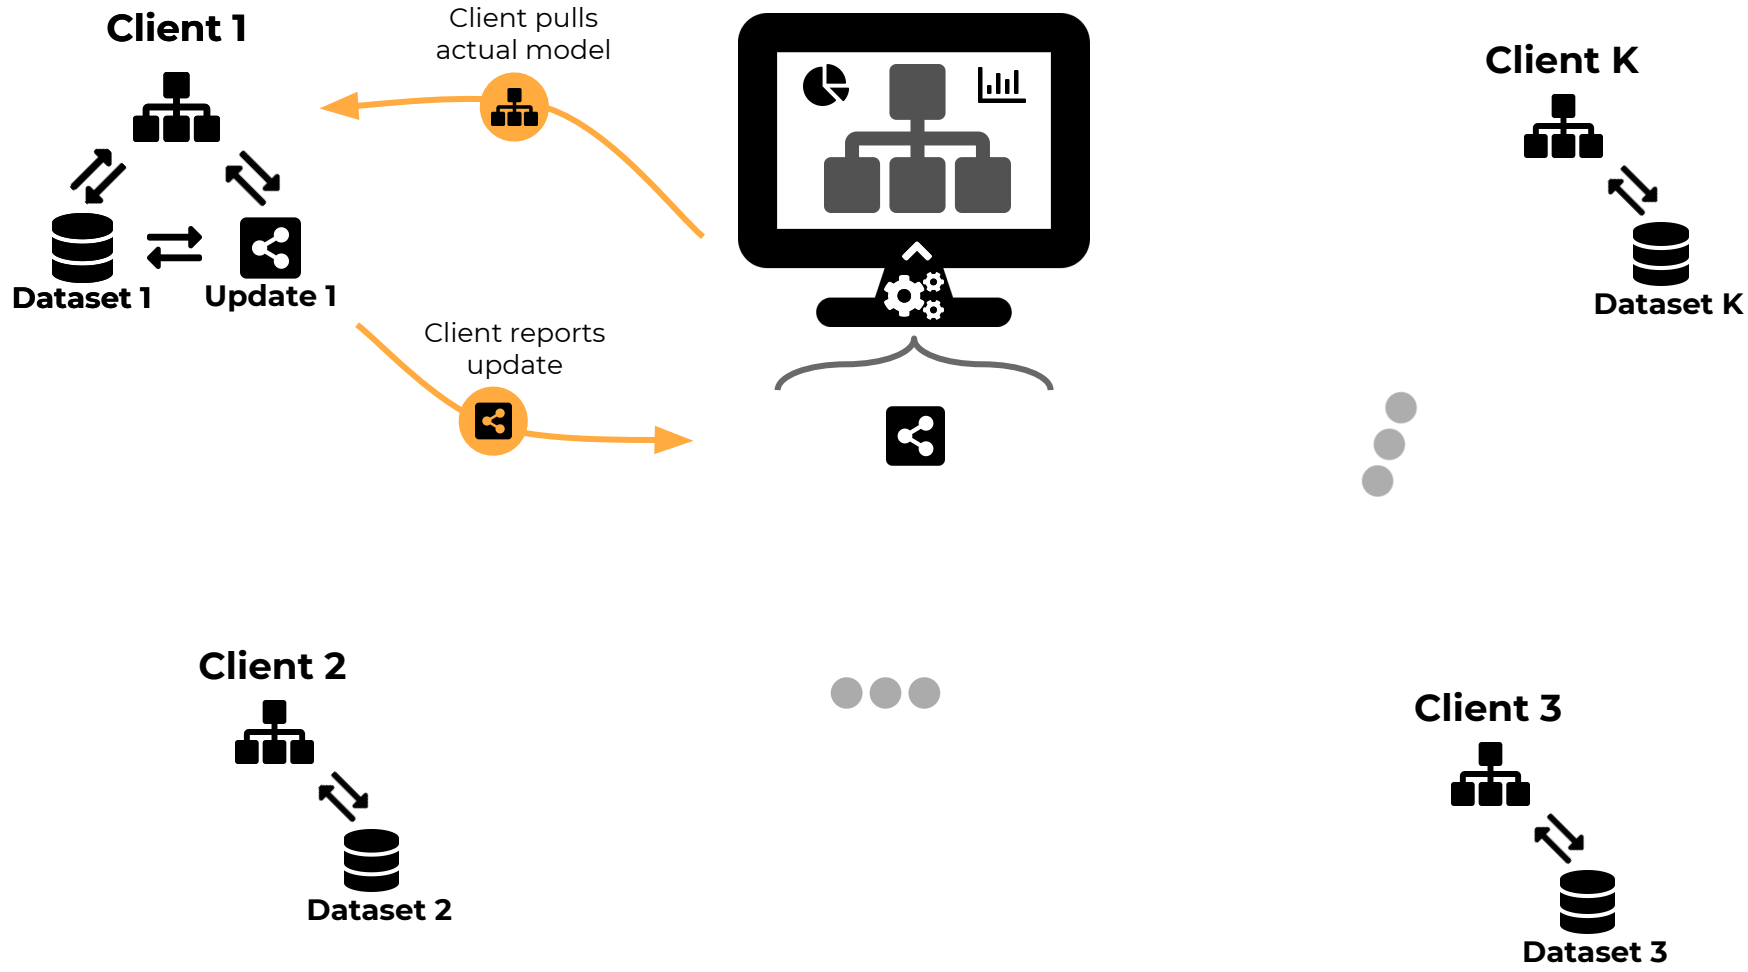 Client 1
Client pulls
actual model
Client K
Dataset 1
Update 1
Dataset K
Client reports
update
Client 2
Client 3
Dataset 2
Dataset 3